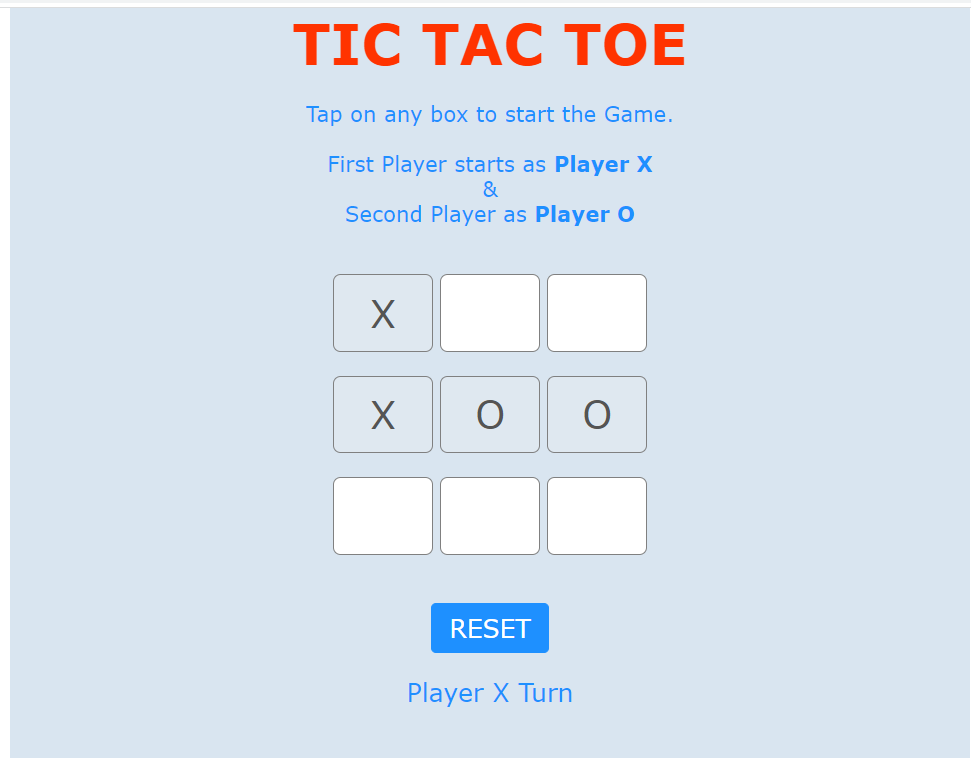 TIC TAC TOE
Tap on any box to start the Game.
First Player starts as Player X
&
Second Player as Player O
X
X O O
RESET
Player X Turn